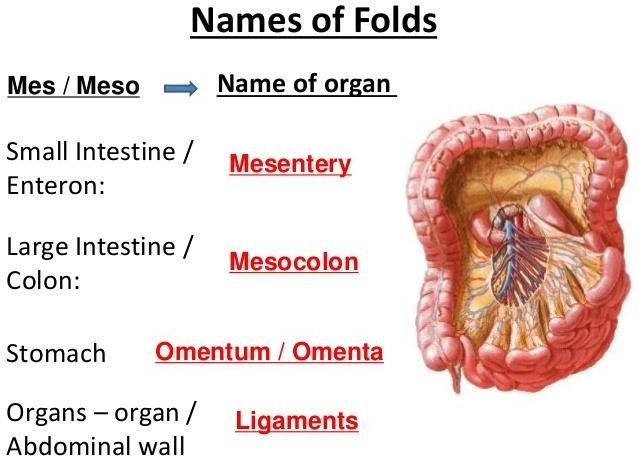 Names of Folds
Mes / Meso Name of organ
Small Intestine /
Enteron:
Mesentery
Large Intestine /
Colon:
Mesocolon
Stomach Omentum / Omenta
Organs – organ /
Abdominal wall
Ligaments